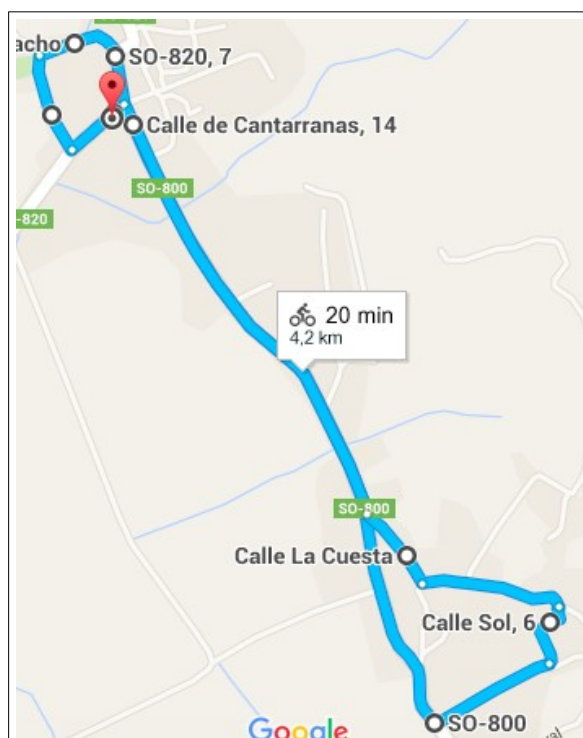 acho
SO-820, 7
Calle de Cantarranas, 14
SO-800
-820
20 min
4,2 km
SO-800
Calle La Cuesta
Calle Sol, 6
SO-800
Google